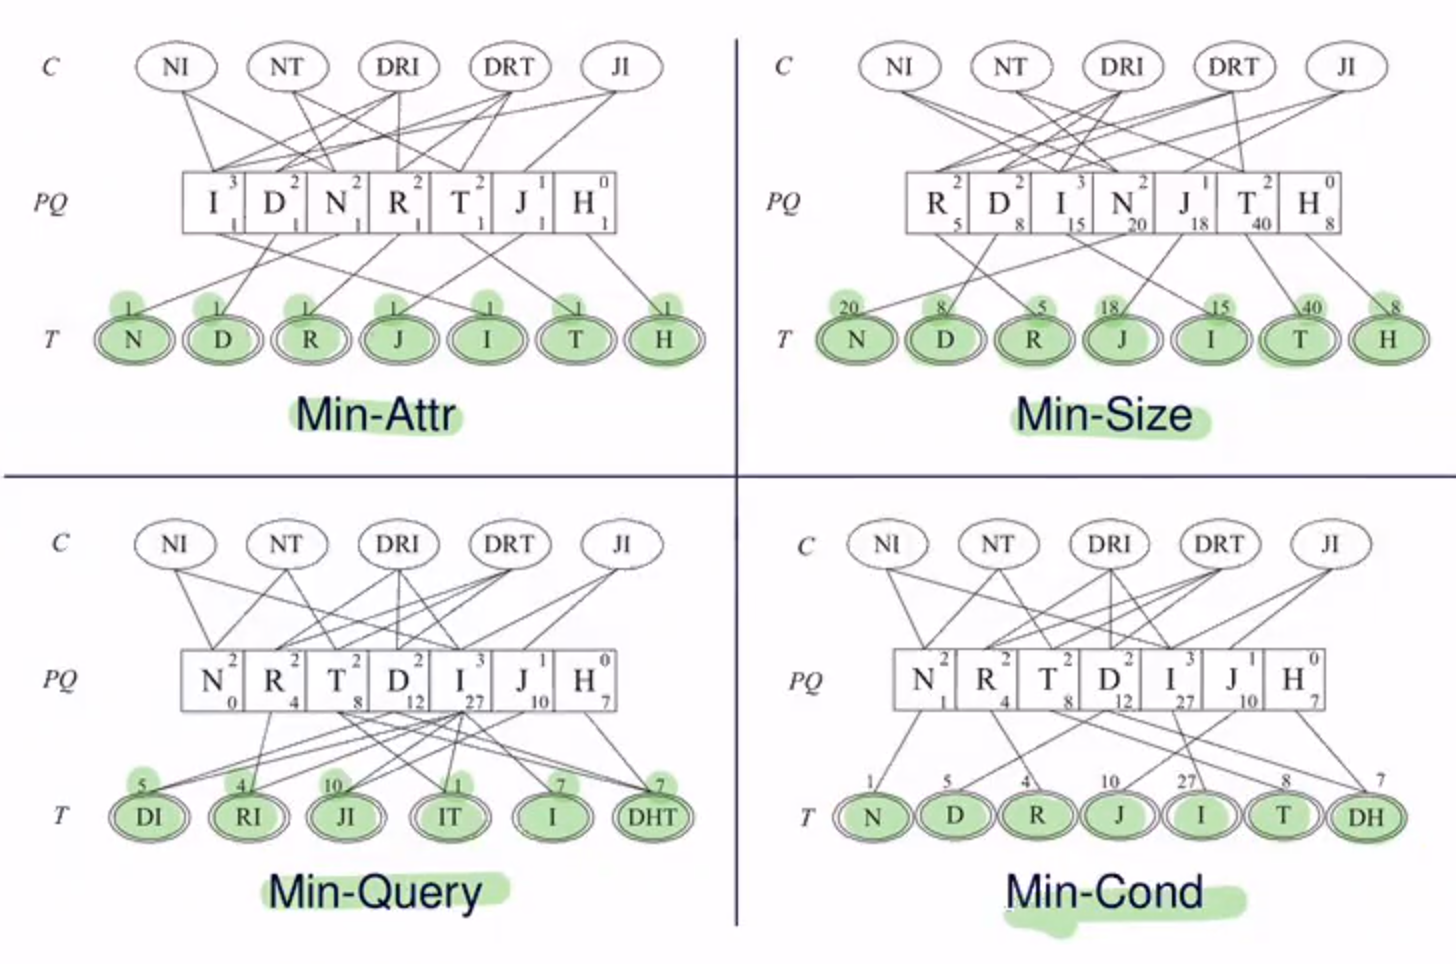 C NI NT DRI DRT JI
3 2 2 2 2 1 0
PQ I D N R T J H
1 1 1 1 1 1 1
1 1 1 1 1 1 1
T N D R J I T H
Min-Attr
C NI NT DRI DRT JI
2 2 3 2 1 2 0
PQ R D I N J T H
5 8 15 20 18 40 8
20 8 5 18 15 40 8
T N D R J I T H
Min-Size
C NI NT DRI DRT JI
2 2 2 2 3 1 0
PQ N R T D I J H
0 4 8 12 27 10 7
5 4 10 1 7 7
T DI RI JI IT I DHT
Min-Query
C NI NT DRI DRT JI
2 2 2 2 3 1 0
PQ N R T D I J H
1 4 8 12 27 10 7
1 5 4 10 27 8 7
T N D R J I T DH
Min-Cond